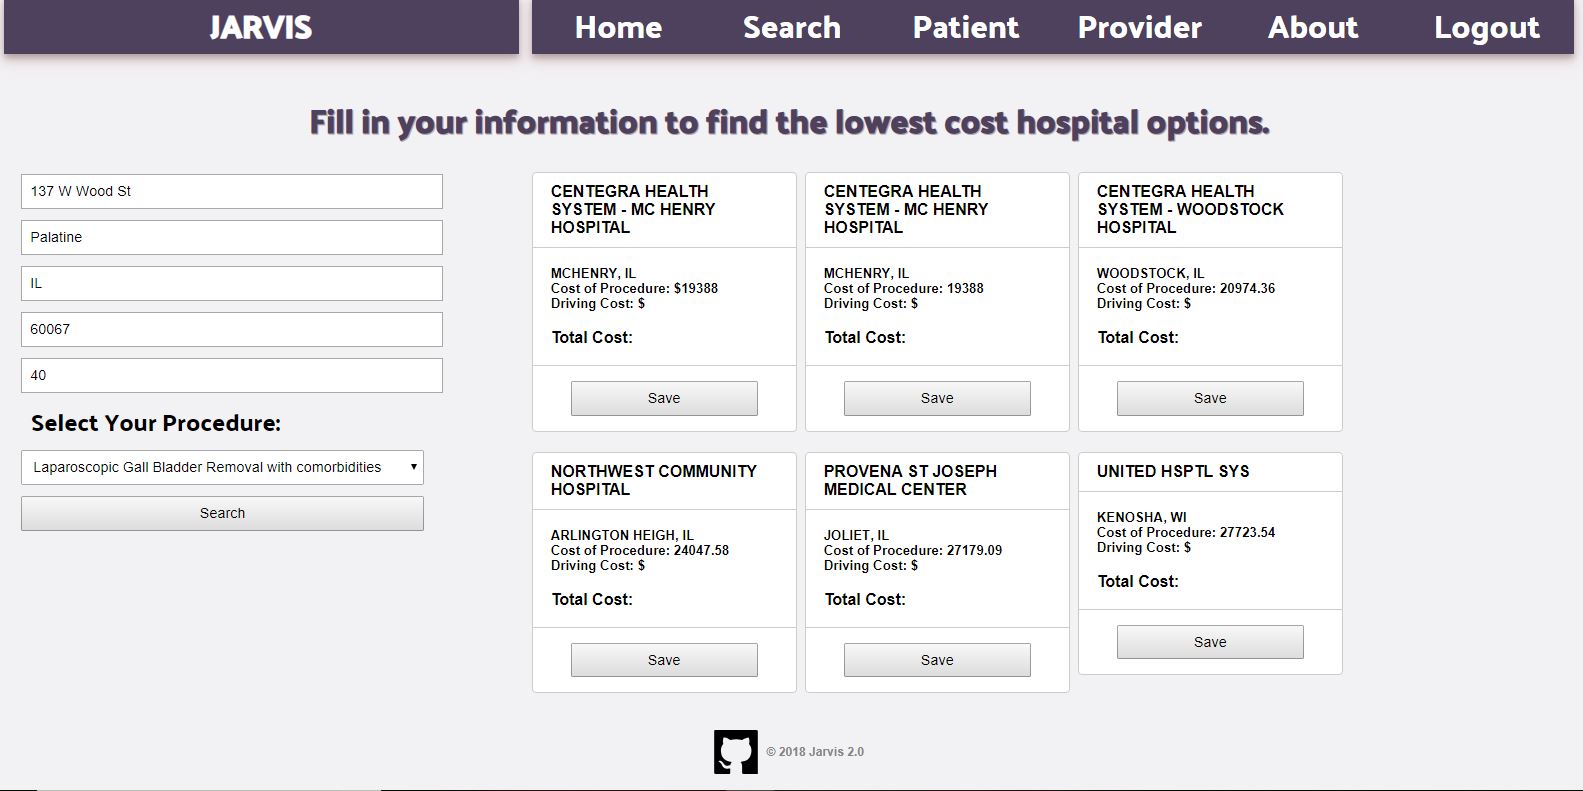 JARVIS
Home Search Patient Provider About Logout
Fill in your information to find the lowest cost hospital options.
137 W Wood St
Palatine
IL
60067
40
Select Your Procedure:
Laparoscopic Gall Bladder Removal with comorbidities
Search
CENTEGRA HEALTH
SYSTEM - MC HENRY
HOSPITAL
MCHENRY, IL
Cost of Procedure: $19388
Driving Cost: $
Total Cost:
Save
CENTEGRA HEALTH
SYSTEM - MC HENRY
HOSPITAL
MCHENRY, IL
Cost of Procedure: 19388
Driving Cost: $
Total Cost:
Save
CENTEGRA HEALTH
SYSTEM - WOODSTOCK
HOSPITAL
WOODSTOCK, IL
Cost of Procedure: 20974.36
Driving Cost: $
Total Cost:
Save
NORTHWEST COMMUNITY
HOSPITAL
ARLINGTON HEIGH, IL
Cost of Procedure: 24047.58
Driving Cost: $
Total Cost:
Save
PROVENA ST JOSEPH
MEDICAL CENTER
JOLIET, IL
Cost of Procedure: 27179.09
Driving Cost: $
Total Cost:
Save
UNITED HSPTL SYS
KENOSHA, WI
Cost of Procedure: 27723.54
Driving Cost: $
Total Cost:
Save
© 2018 Jarvis 2.0